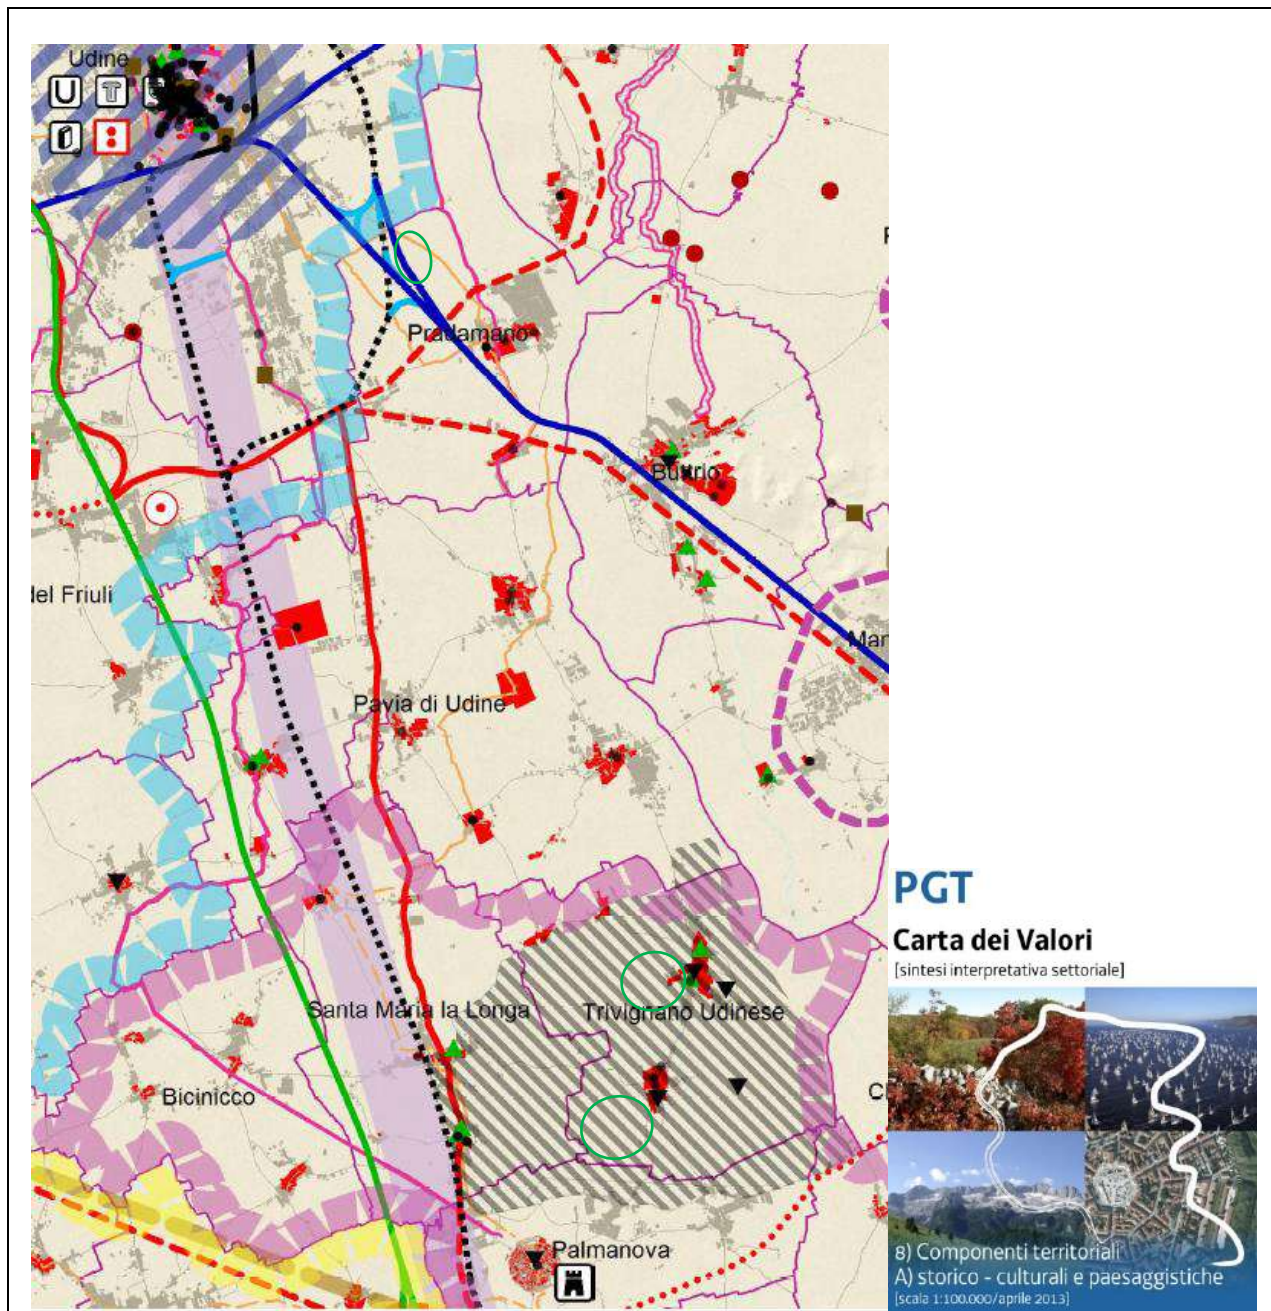 Udine
U
T
Pradamano
Buttrio
del Friuli
Man
Pavia di Udine
Santa Maria la Longa
Trivignano Udinese
Bicinicco
Palmanova
PGT
Carta dei Valori
[sintesi interpretativa settoriale]
8) Componenti territoriali
A) storico - culturali e paesaggistiche
[scala 1:100.000/aprile 2013]